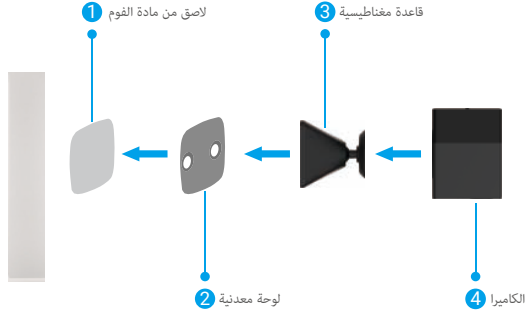 1 لاصق من مادة الفوم
3 قاعدة مغناطيسية
2 لوحة معدنية
4 الكاميرا